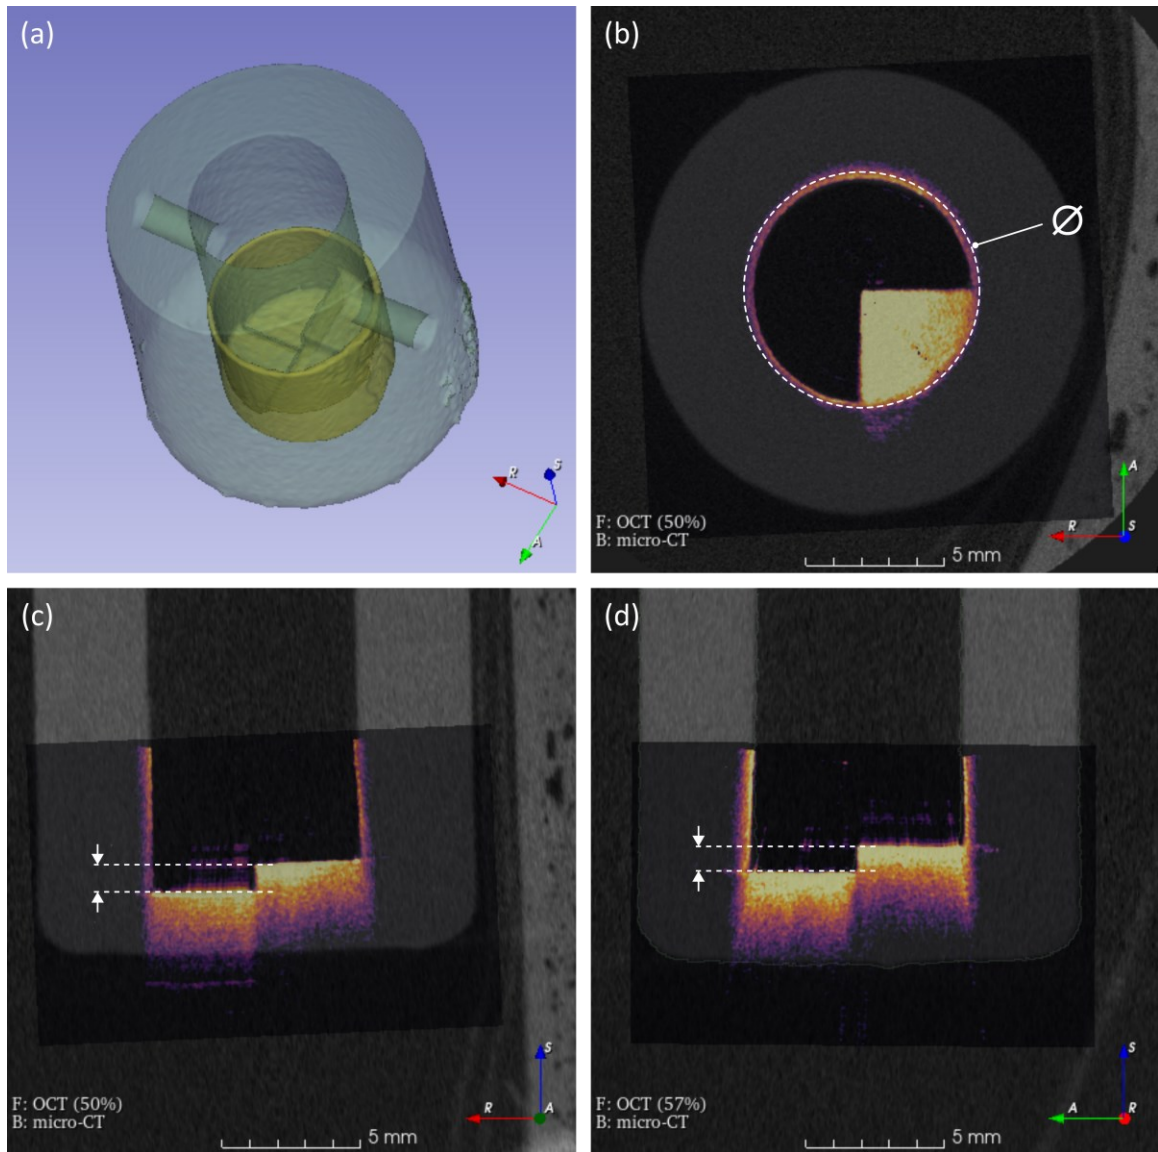 (a)
R
S
A
(b)
Ø
F: OCT (50%)
B: micro-CT
5 mm
A
R
S
(c)
F: OCT (50%)
B: micro-CT
5 mm
S
R
A
(d)
F: OCT (57%)
B: micro-CT
5 mm
S
A
R